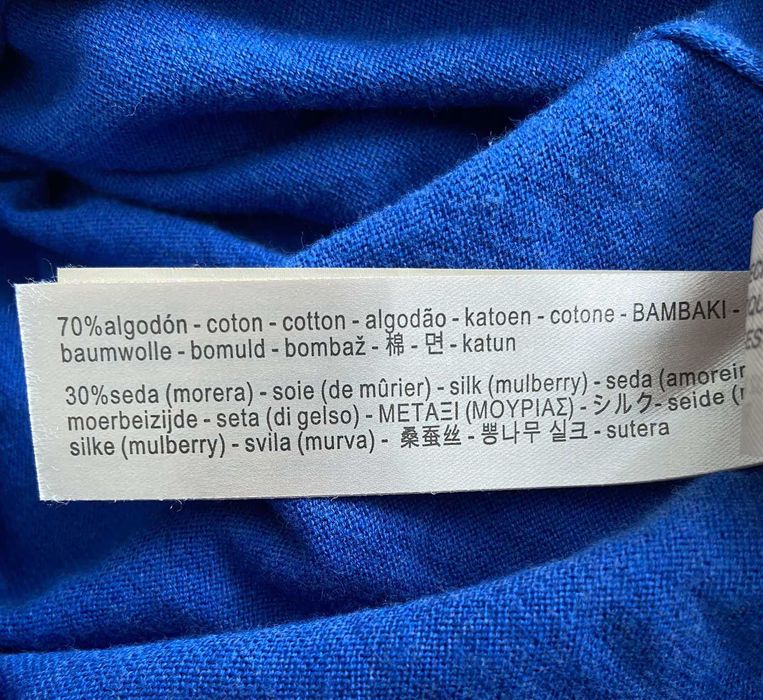 70%algodón - coton - cotton - algodão - katoen - cotone - BAMBAKI -
baumwolle - bomuld - bombaž - 棉 - 면 - katun
30%seda (morera) - soie (de mûrier) - silk (mulberry) - seda (amoreir
moerbeizijde - seta (di gelso) - ΜΕΤΑΞΙ (ΜΟΥΡΙΑΣ) - シルク- seide (
silke (mulberry) - svila (murva) - 桑蚕丝 - 뽕나무 실크 - sutera